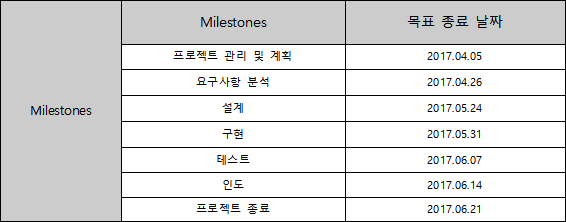 Milestones
Milestones 목표 종료 날짜
프로젝트 관리 및 계획 2017.04.05
요구사항 분석 2017.04.26
설계 2017.05.24
구현 2017.05.31
테스트 2017.06.07
인도 2017.06.14
프로젝트 종료 2017.06.21